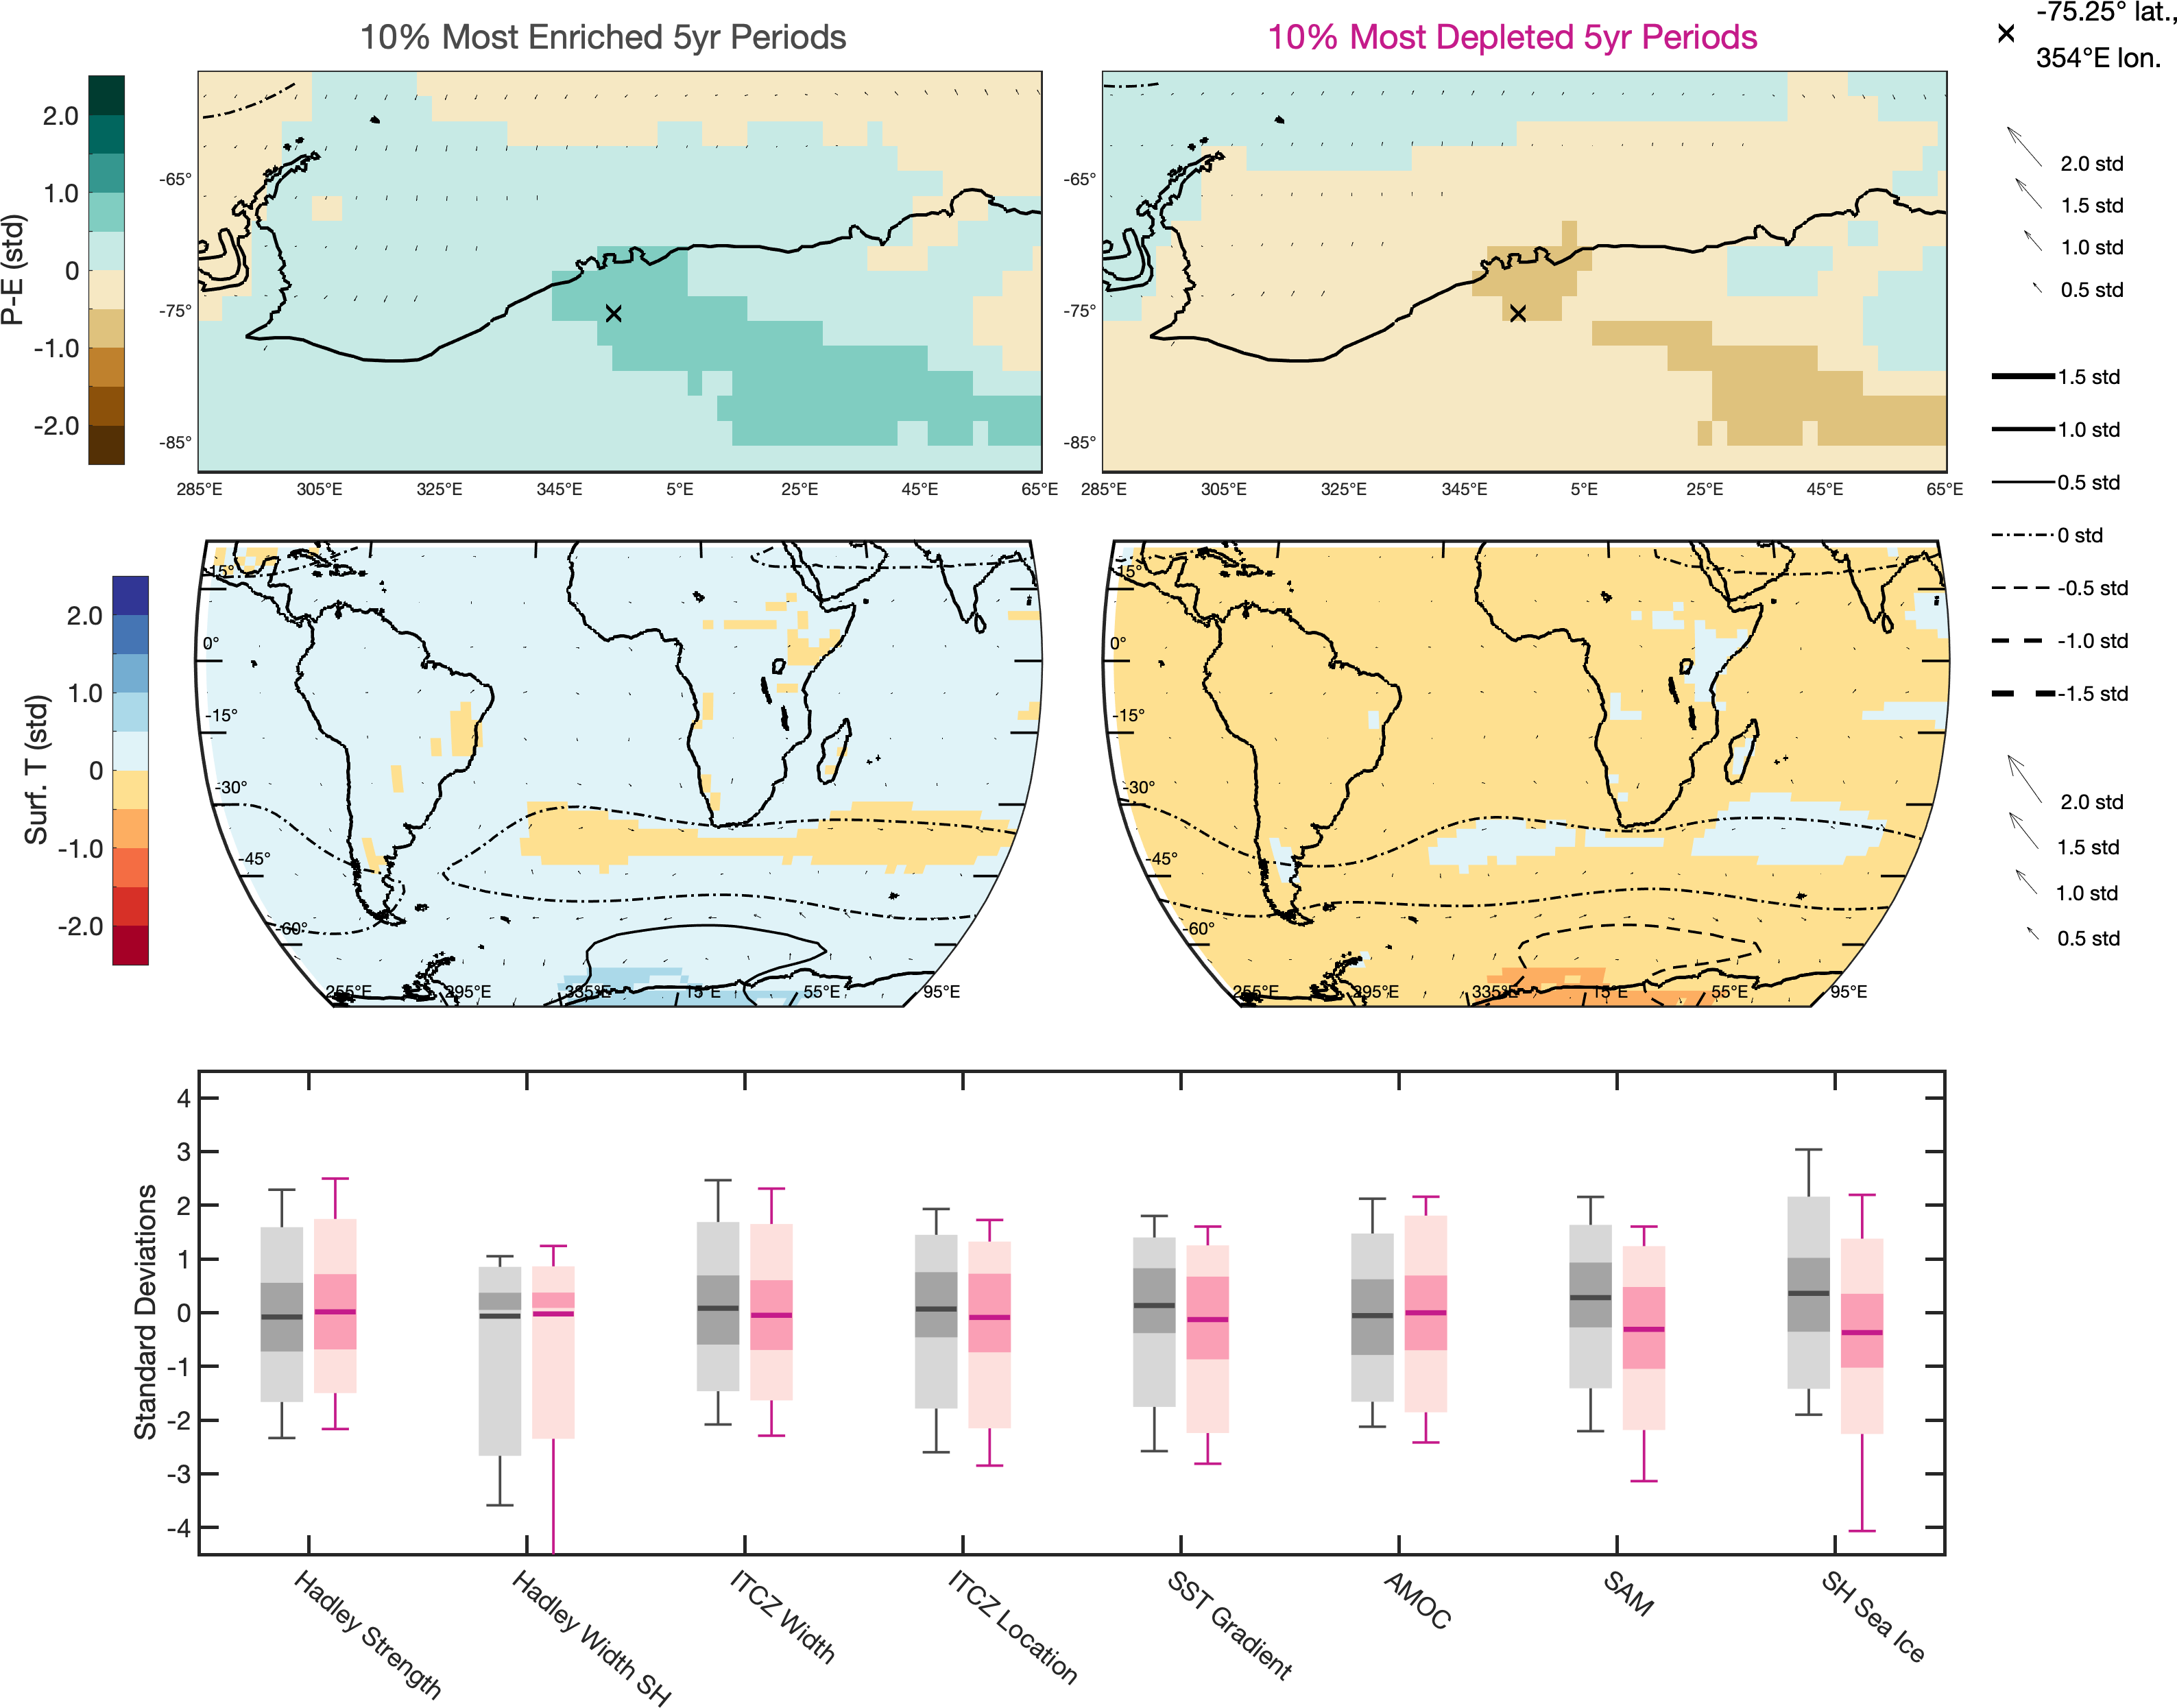 10% Most Enriched 5yr Periods
10% Most Depleted 5yr Periods
-75.25° lat.,
354°E lon.
P-E (std)
2.0
1.0
0
-1.0
-2.0
-65°
-75°
-85°
285°E 305°E 325°E 345°E 5°E 25°E 45°E 65°E
-65°
-75°
-85°
285°E 305°E 325°E 345°E 5°E 25°E 45°E 65°E
2.0 std
1.5 std
1.0 std
0.5 std
1.5 std
1.0 std
0.5 std
0 std
-0.5 std
-1.0 std
-1.5 std
Surf. T (std)
2.0
1.0
0
-1.0
-2.0
15°
0°
-15°
-30°
-45°
-60°
255°E 295°E 335°E 15°E 55°E 95°E
15°
0°
-15°
-30°
-45°
-60°
255°E 295°E 335°E 15°E 55°E 95°E
2.0 std
1.5 std
1.0 std
0.5 std
Standard Deviations
4
3
2
1
0
-1
-2
-3
-4
Hadley Strength
Hadley Width SH
ITCZ Width
ITCZ Location
SST Gradient
AMOC
SAM
SH Sea Ice